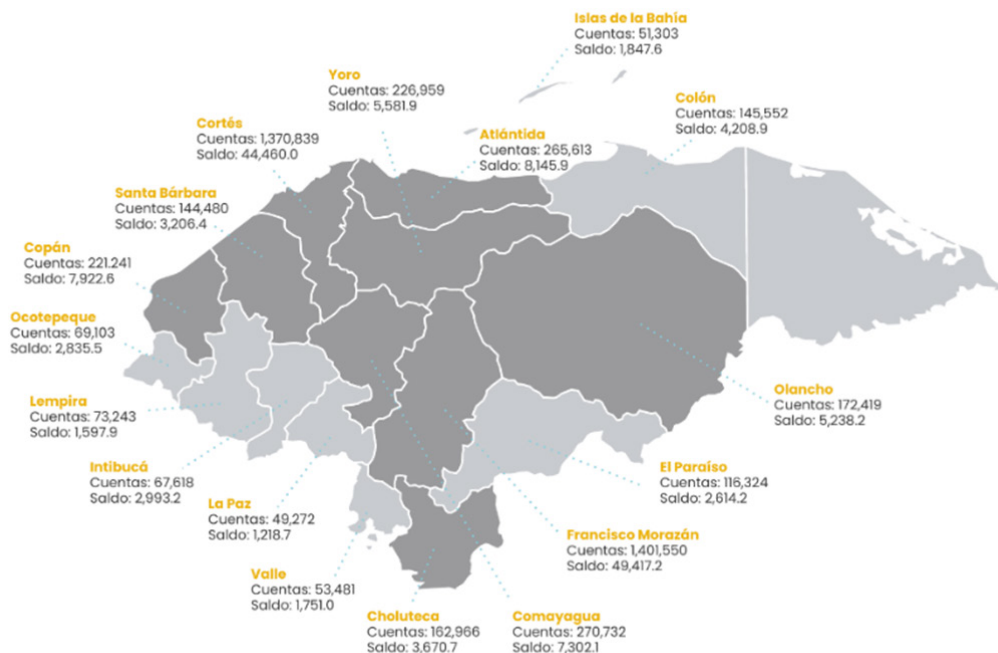 Islas de la Bahía
Cuentas: 51,303
Saldo: 1,847.6
Yoro
Cuentas: 226,959
Saldo: 5,581.9
Colón
Cuentas: 145,552
Saldo: 4,208.9
Cortés
Cuentas: 1,370,839
Saldo: 44,460.0
Atlántida
Cuentas: 265,613
Saldo: 8,145.9
Santa Bárbara
Cuentas: 144,480
Saldo: 3,206.4
Copán
Cuentas: 221.241
Saldo: 7,922.6
Ocotepeque
Cuentas: 69,103
Saldo: 2,835.5
Olancho
Cuentas: 172,419
Saldo: 5,238.2
Lempira
Cuentas: 73,243
Saldo: 1,597.9
Intibucá
Cuentas: 67,618
Saldo: 2,993.2
El Paraíso
Cuentas: 116,324
Saldo: 2,614.2
La Paz
Cuentas: 49,272
Saldo: 1,218.7
Francisco Morazán
Cuentas: 1,401,550
Saldo: 49,417.2
Valle
Cuentas: 53,481
Saldo: 1,751.0
Choluteca
Cuentas: 162,966
Saldo: 3,670.7
Comayagua
Cuentas: 270,732
Saldo: 7,302.1